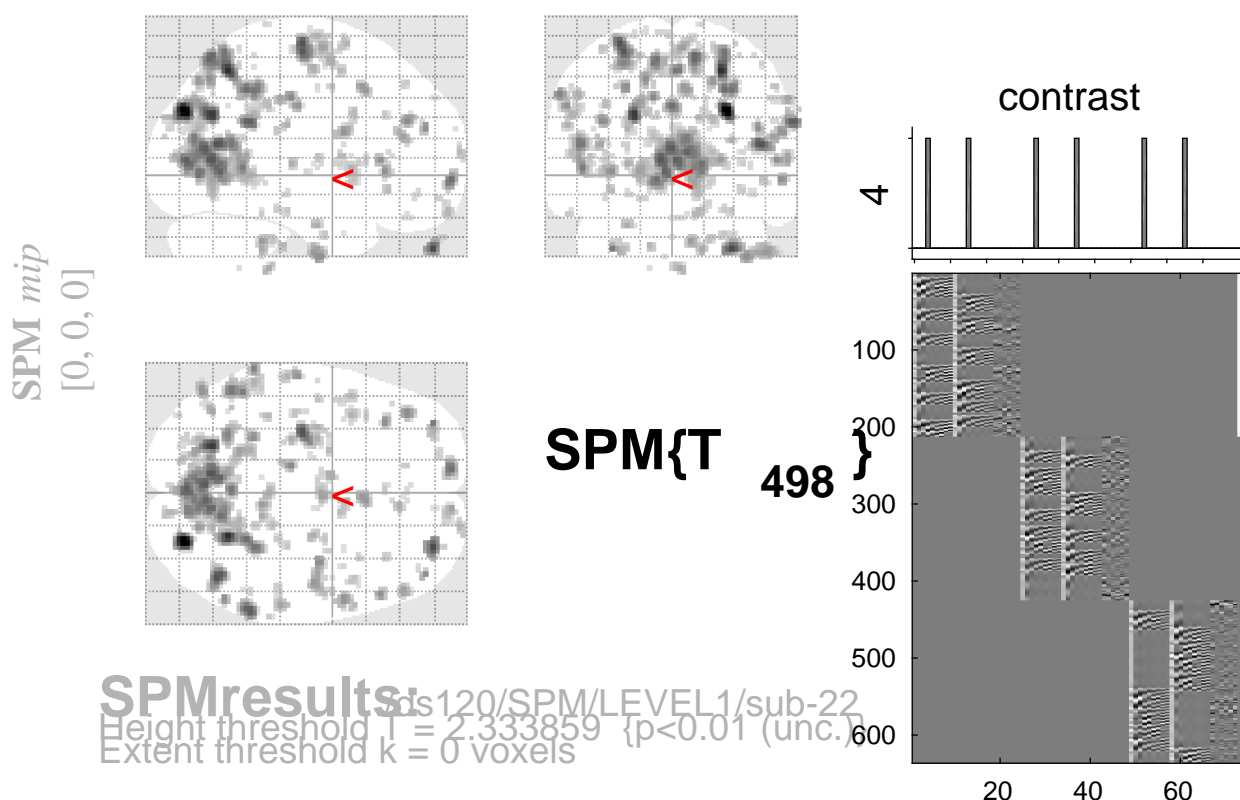 SPM mip
[0, 0, 0]
<
<
<
SPM{T498}
SPMresults: /ds120/SPM/LEVEL1/sub-22
Height threshold T = 2.333859 {p<0.01 (unc.)}
Extent threshold k = 0 voxels
contrast
4
100
200
300
400
500
600
20
40
60